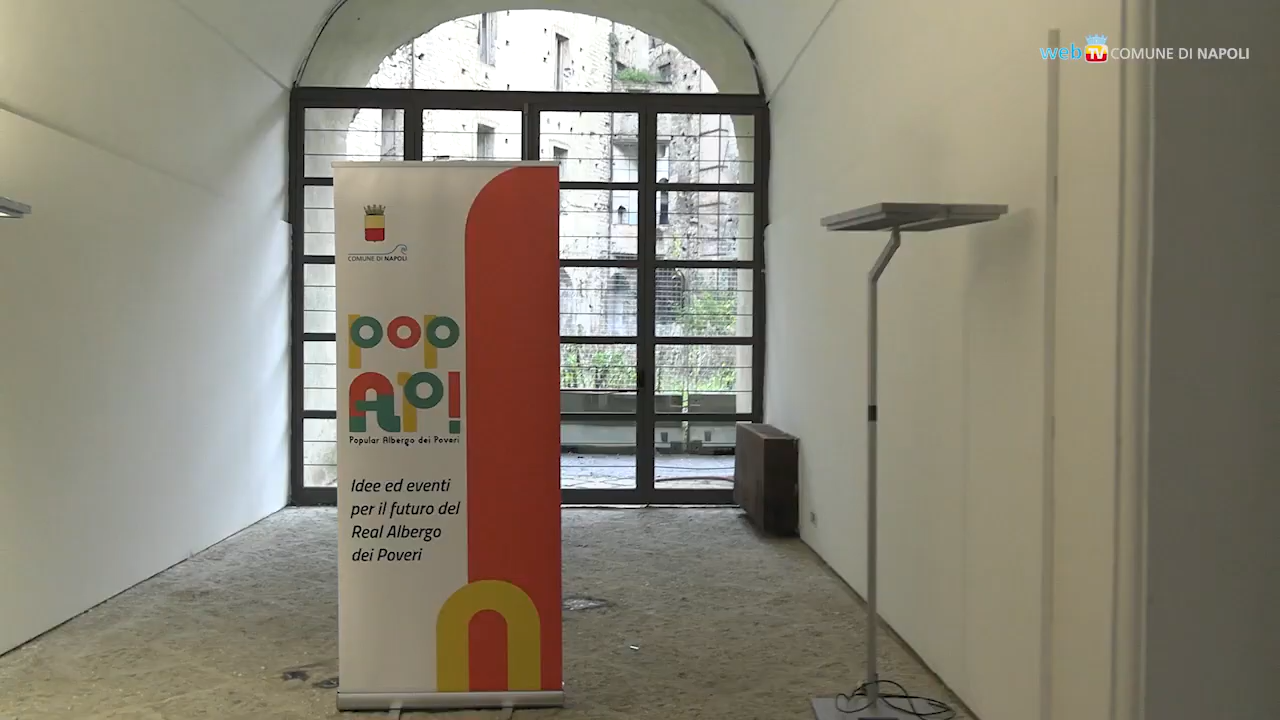 web TV COMUNE DI NAPOLI
COMUNE DI NAPOLI
pop
AP!
Popular Albergo dei Poveri
Idee ed eventi
per il futuro del
Real Albergo
dei Poveri